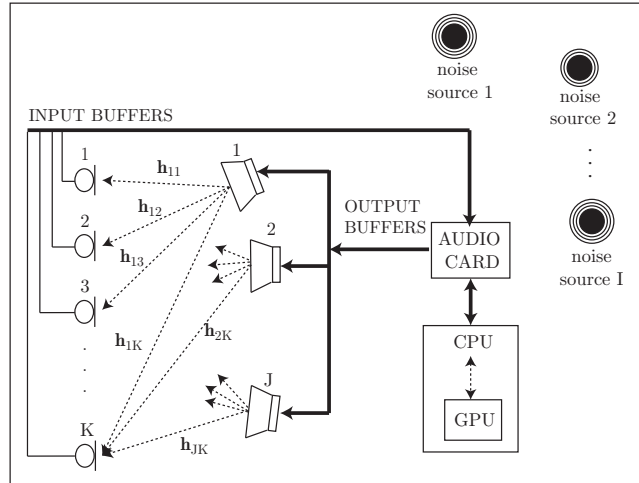 noise
source 1
noise
source 2
.
.
.
noise
source I
INPUT BUFFERS
1
2
3
.
.
.
K
h11
h12
h13
h1K
h2K
hJK
1
2
J
OUTPUT
BUFFERS
AUDIO
CARD
CPU
GPU